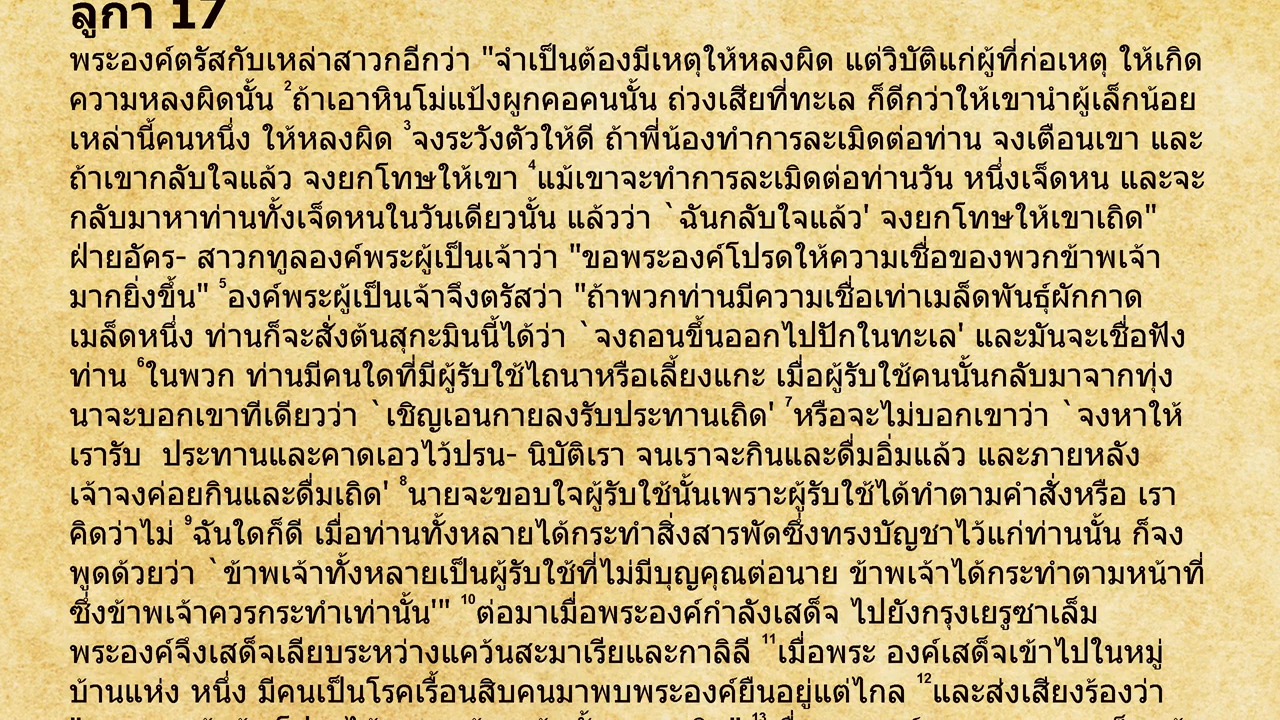 ลูกา 17
พระองค์ตรัสกับเหล่าสาวกอีกว่า "จำเป็นต้องมีเหตุให้หลงผิด แต่วิบัติแก่ผู้ที่ก่อเหตุ ให้เกิด
ความหลงผิดนั้น ²ถ้าเอาหินโม่แป้งผูกคอคนนั้น ถ่วงเสียที่ทะเล ก็ดีกว่าให้เขานำผู้เล็กน้อย
เหล่านี้คนหนึ่ง ให้หลงผิด ³จงระวังตัวให้ดี ถ้าพี่น้องทำการละเมิดต่อท่าน จงเตือนเขา และ
ถ้าเขากลับใจแล้ว จงยกโทษให้เขา ⁴แม้เขาจะทำการละเมิดต่อท่านวัน หนึ่งเจ็ดหน และจะ
กลับมาหาท่านทั้งเจ็ดหนในวันเดียวนั้น แล้วว่า `ฉันกลับใจแล้ว' จงยกโทษให้เขาเถิด"
ฝ่ายอัคร- สาวกทูลองค์พระผู้เป็นเจ้าว่า "ขอพระองค์โปรดให้ความเชื่อของพวกข้าพเจ้า
มากยิ่งขึ้น" ⁵องค์พระผู้เป็นเจ้าจึงตรัสว่า "ถ้าพวกท่านมีความเชื่อเท่าเมล็ดพันธุ์ผักกาด
เมล็ดหนึ่ง ท่านก็จะสั่งต้นสุกะมินนี้ได้ว่า `จงถอนขึ้นออกไปปักในทะเล' และมันจะเชื่อฟัง
ท่าน ⁶ในพวก ท่านมีคนใดที่มีผู้รับใช้ไถนาหรือเลี้ยงแกะ เมื่อผู้รับใช้คนนั้นกลับมาจากทุ่ง
นาจะบอกเขาทีเดียวว่า `เชิญเอนกายลงรับประทานเถิด' ⁷หรือจะไม่บอกเขาว่า `จงหาให้
เรารับ  ประทานและคาดเอวไว้ปรน- นิบัติเรา จนเราจะกินและดื่มอิ่มแล้ว และภายหลัง
เจ้าจงค่อยกินและดื่มเถิด' ⁸นายจะขอบใจผู้รับใช้นั้นเพราะผู้รับใช้ได้ทำตามคำสั่งหรือ เรา
คิดว่าไม่ ⁹ฉันใดก็ดี เมื่อท่านทั้งหลายได้กระทำสิ่งสารพัดซึ่งทรงบัญชาไว้แก่ท่านนั้น ก็จง
พูดด้วยว่า `ข้าพเจ้าทั้งหลายเป็นผู้รับใช้ที่ไม่มีบุญคุณต่อนาย ข้าพเจ้าได้กระทำตามหน้าที่
ซึ่งข้าพเจ้าควรกระทำเท่านั้น'" ¹⁰ต่อมาเมื่อพระองค์กำลังเสด็จ ไปยังกรุงเยรูซาเล็ม
พระองค์จึงเสด็จเลียบระหว่างแคว้นสะมาเรียและกาลิลี ¹¹เมื่อพระ องค์เสด็จเข้าไปในหมู่
บ้านแห่ง หนึ่ง มีคนเป็นโรคเรื้อนสิบคนมาพบพระองค์ยืนอยู่แต่ไกล ¹²และส่งเสียงร้องว่า